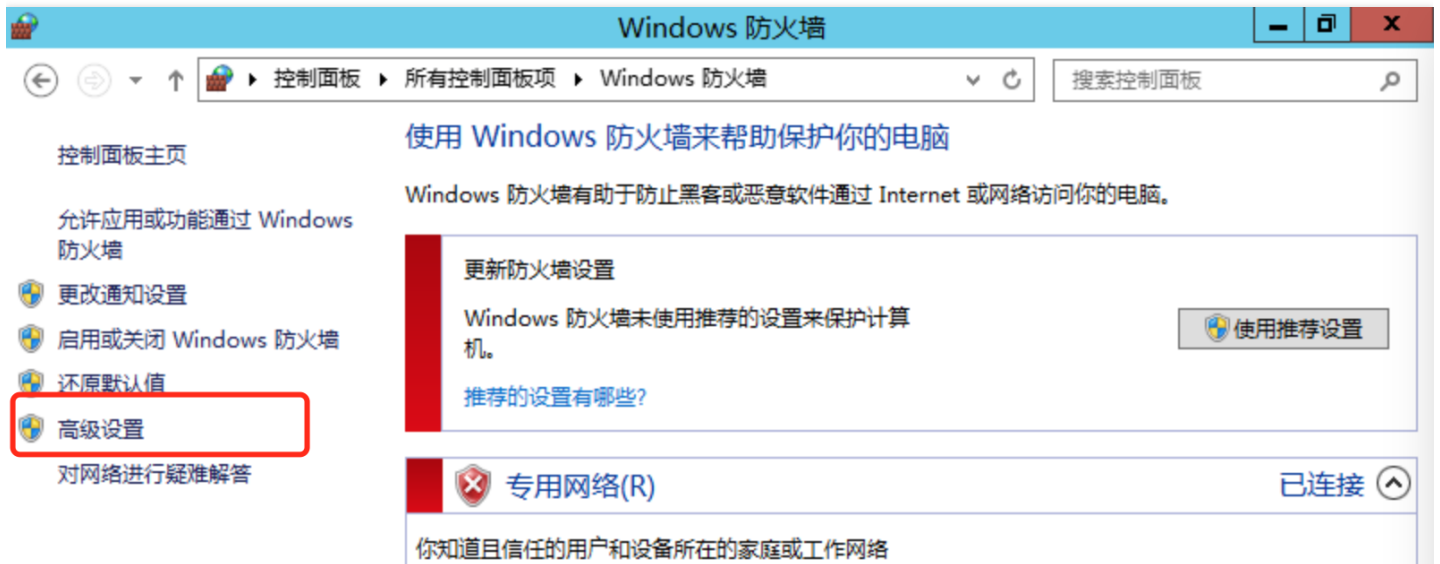 Windows 防火墙
控制面板 所有控制面板项 Windows 防火墙
搜索控制面板
控制面板主页
允许应用或功能通过 Windows
防火墙
更改通知设置
启用或关闭 Windows 防火墙
还原默认值
高级设置
对网络进行疑难解答
使用 Windows 防火墙来帮助保护你的电脑
Windows 防火墙有助于防止黑客或恶意软件通过 Internet 或网络访问你的电脑。
更新防火墙设置
Windows 防火墙未使用推荐的设置来保护计算
机。
使用推荐设置
推荐的设置有哪些?
专用网络(R)
已连接
你知道且信任的用户和设备所在的家庭或工作网络